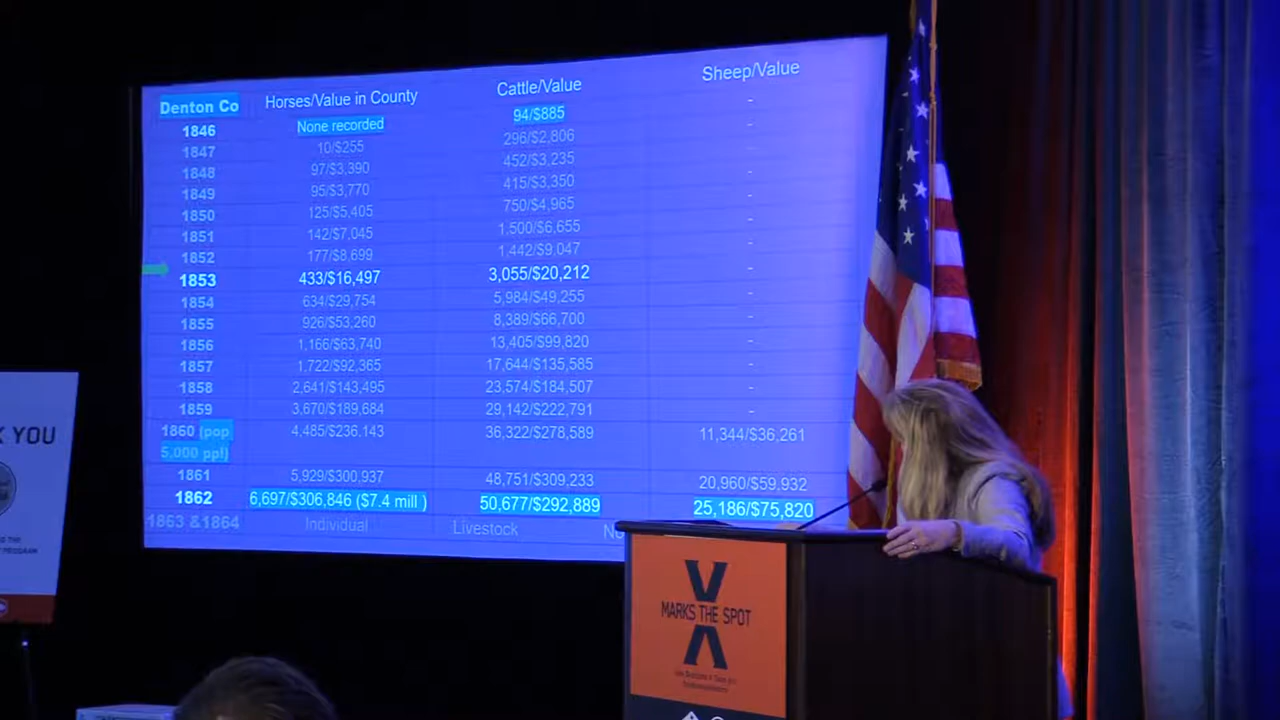 Denton Co Horses/Value in County Cattle/Value Sheep/Value
1846 None recorded 94/$885 -
1847 10/$255 296/$2,806 -
1848 97/$3,390 452/$3,235 -
1849 95/$3,770 415/$3,350 -
1850 125/$5,405 750/$4,965 -
1851 142/$7,045 1,500/$6,655 -
1852 177/$8,699 1,442/$9,047 -
1853 433/$16,497 3,055/$20,212 -
1854 634/$29,754 5,984/$49,255 -
1855 926/$53,260 8,389/$66,700 -
1856 1,166/$63,740 13,405/$99,820 -
1857 1,722/$92,365 17,644/$135,585 -
1858 2,641/$143,495 23,574/$184,507 -
1859 3,670/$189,684 29,142/$222,791 -
1860 (pop 4,485/$236,143 36,322/$278,589 11,344/$36,261
5,000 ppl)
1861 5,929/$300,937 48,751/$309,233 20,960/$59,932
1862 6,697/$306,846 ($7.4 mill ) 50,677/$292,889 25,186/$75,820
1863 &1864 Individual Livestock
YOU
MARKS THE SPOT